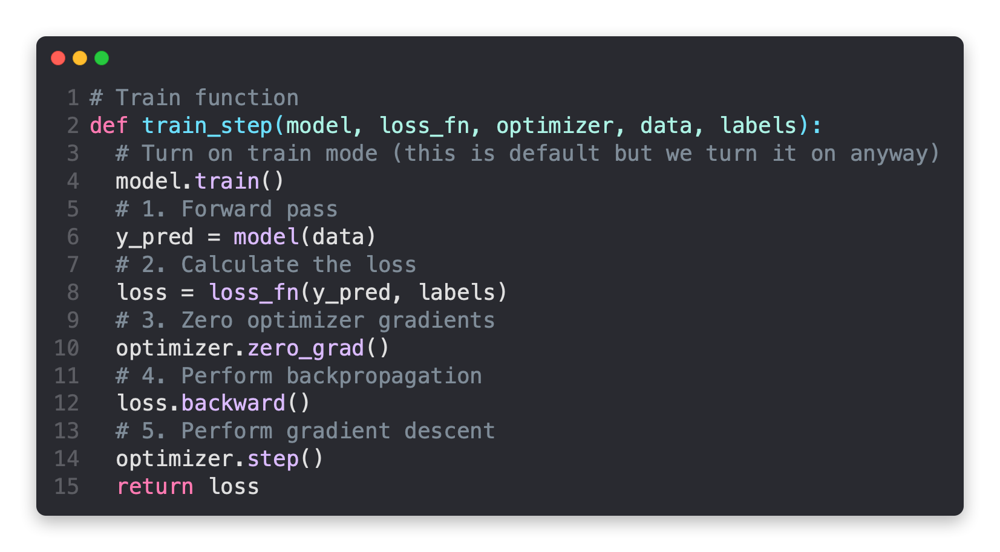 1 # Train function
2 def train_step(model, loss_fn, optimizer, data, labels):
3   # Turn on train mode (this is default but we turn it on anyway)
4   model.train()
5   # 1. Forward pass
6   y_pred = model(data)
7   # 2. Calculate the loss
8   loss = loss_fn(y_pred, labels)
9   # 3. Zero optimizer gradients
10   optimizer.zero_grad()
11   # 4. Perform backpropagation
12   loss.backward()
13   # 5. Perform gradient descent
14   optimizer.step()
15   return loss